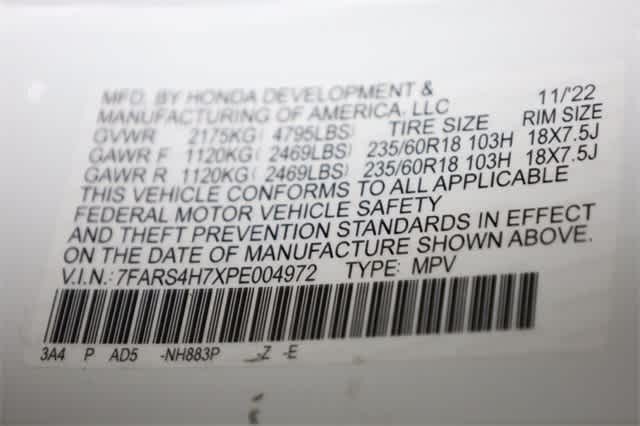 MFD. BY HONDA DEVELOPMENT &
MANUFACTURING OF AMERICA, LLC 11/'22
GVWR 2175KG( 4795LBS) TIRE SIZE RIM SIZE
GAWR F 1120KG( 2469LBS) 235/60R18 103H 18X7.5J
GAWR R 1120KG( 2469LBS) 235/60R18 103H 18X7.5J
THIS VEHICLE CONFORMS TO ALL APPLICABLE
FEDERAL MOTOR VEHICLE SAFETY
AND THEFT PREVENTION STANDARDS IN EFFECT
ON THE DATE OF MANUFACTURE SHOWN ABOVE.
V.I.N.: 7FARS4H7XPE004972 TYPE: MPV
3A4 P AD5 -NH883P -Z -E